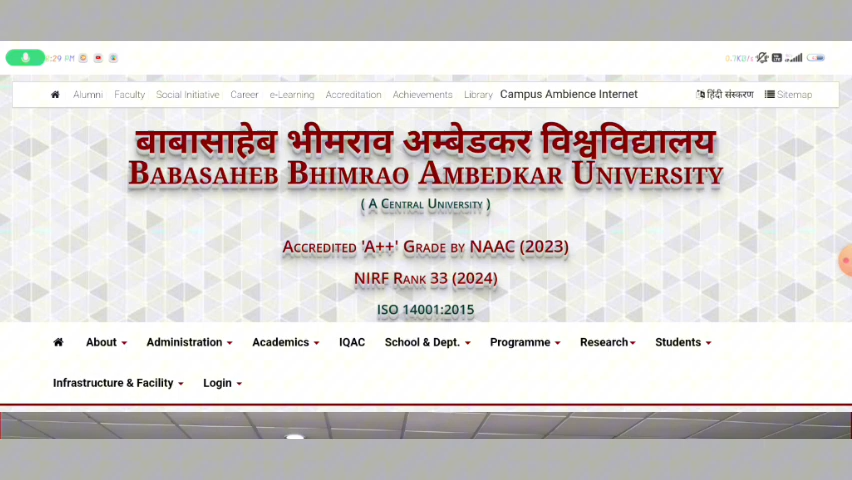 Alumni Faculty Social Initiative Career e-Learning Accreditation Achievements Library Campus Ambience Internet हिंदी संस्करण Sitemap
बाबासाहेब भीमराव अम्बेडकर विश्वविद्यालय
Babasaheb Bhimrao Ambedkar University
( A Central University )
Accredited 'A++' Grade by NAAC (2023)
NIRF Rank 33 (2024)
ISO 14001:2015
About Administration Academics IQAC School & Dept. Programme Research Students
Infrastructure & Facility Login